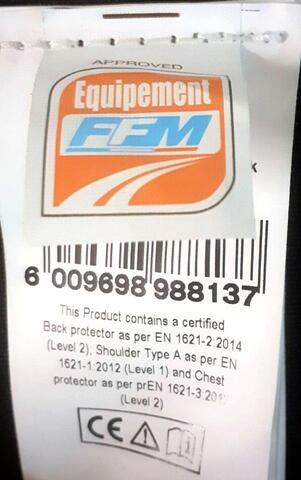 APPROVED
Equipement
FFM
k
6 009698 988137
This Product contains a certified
Back protector as per EN 1621-2:2014
(Level 2), Shoulder Type A as per EN
1621-1:2012 (Level 1) and Chest
protector as per prEN 1621-3:201
(Level 2)
CE